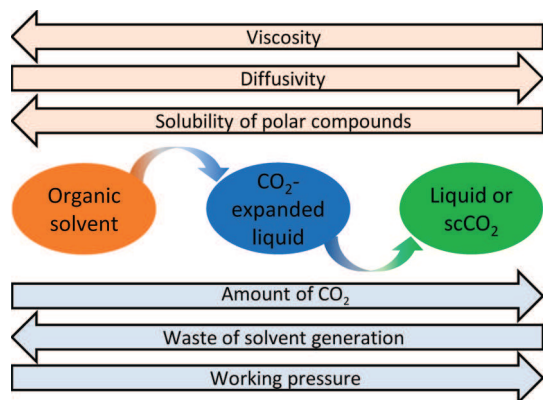 Viscosity
Diffusivity
Solubility of polar compounds
Organic
solvent
CO₂-
expanded
liquid
Liquid or
scCO₂
Amount of CO₂
Waste of solvent generation
Working pressure